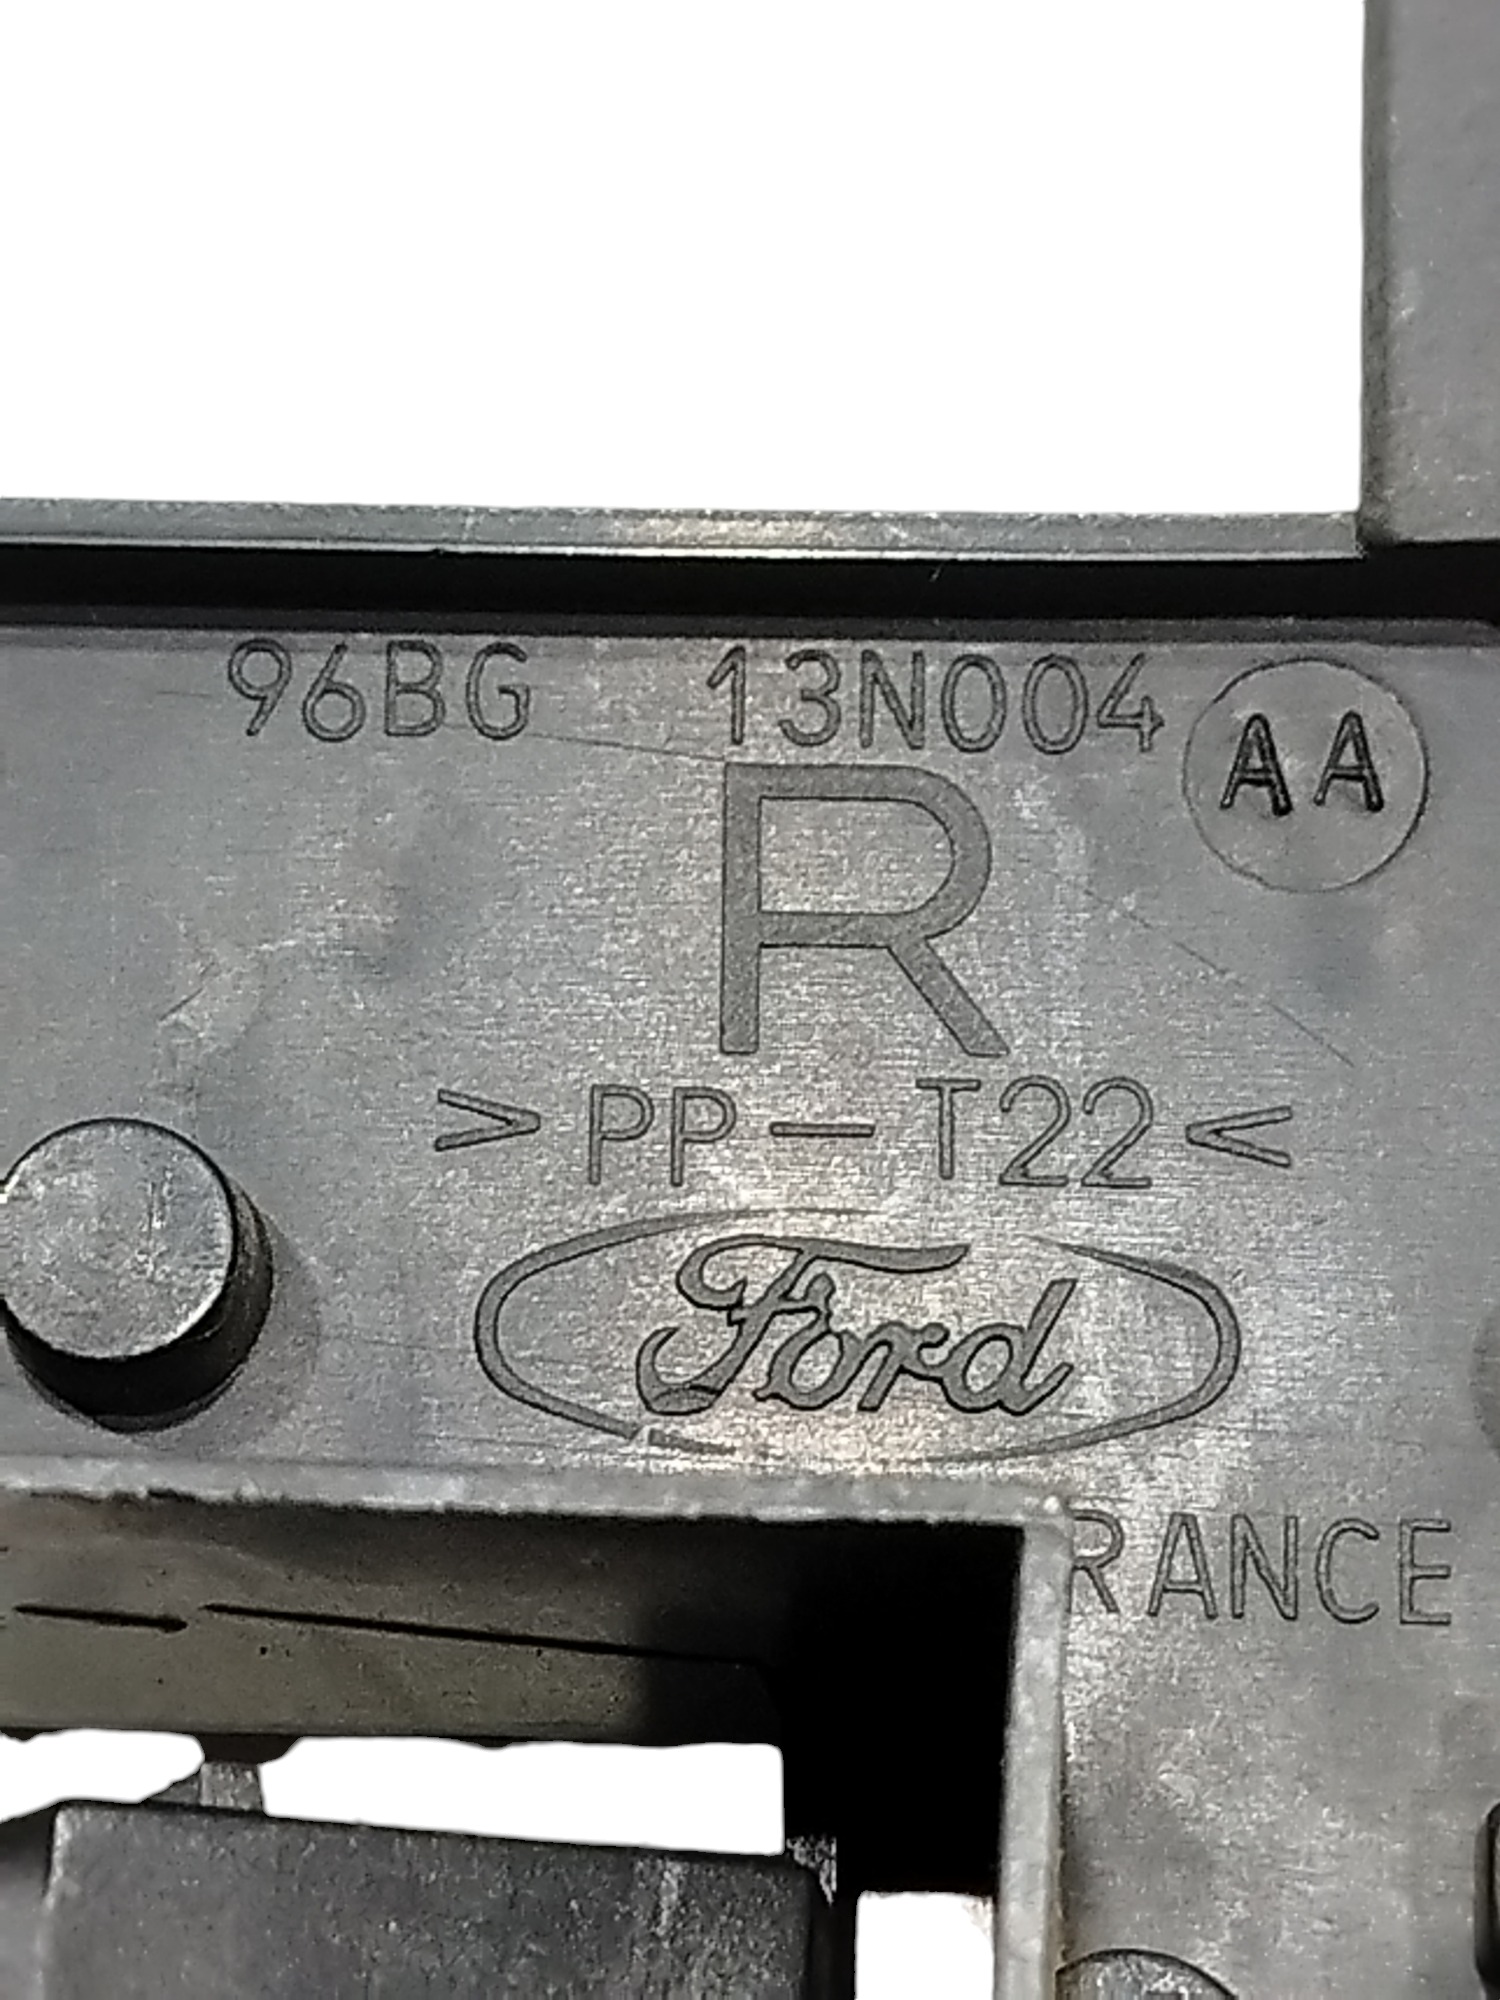 96BG 13N004 AA
R
>PP-T22<
Ford
RANCE